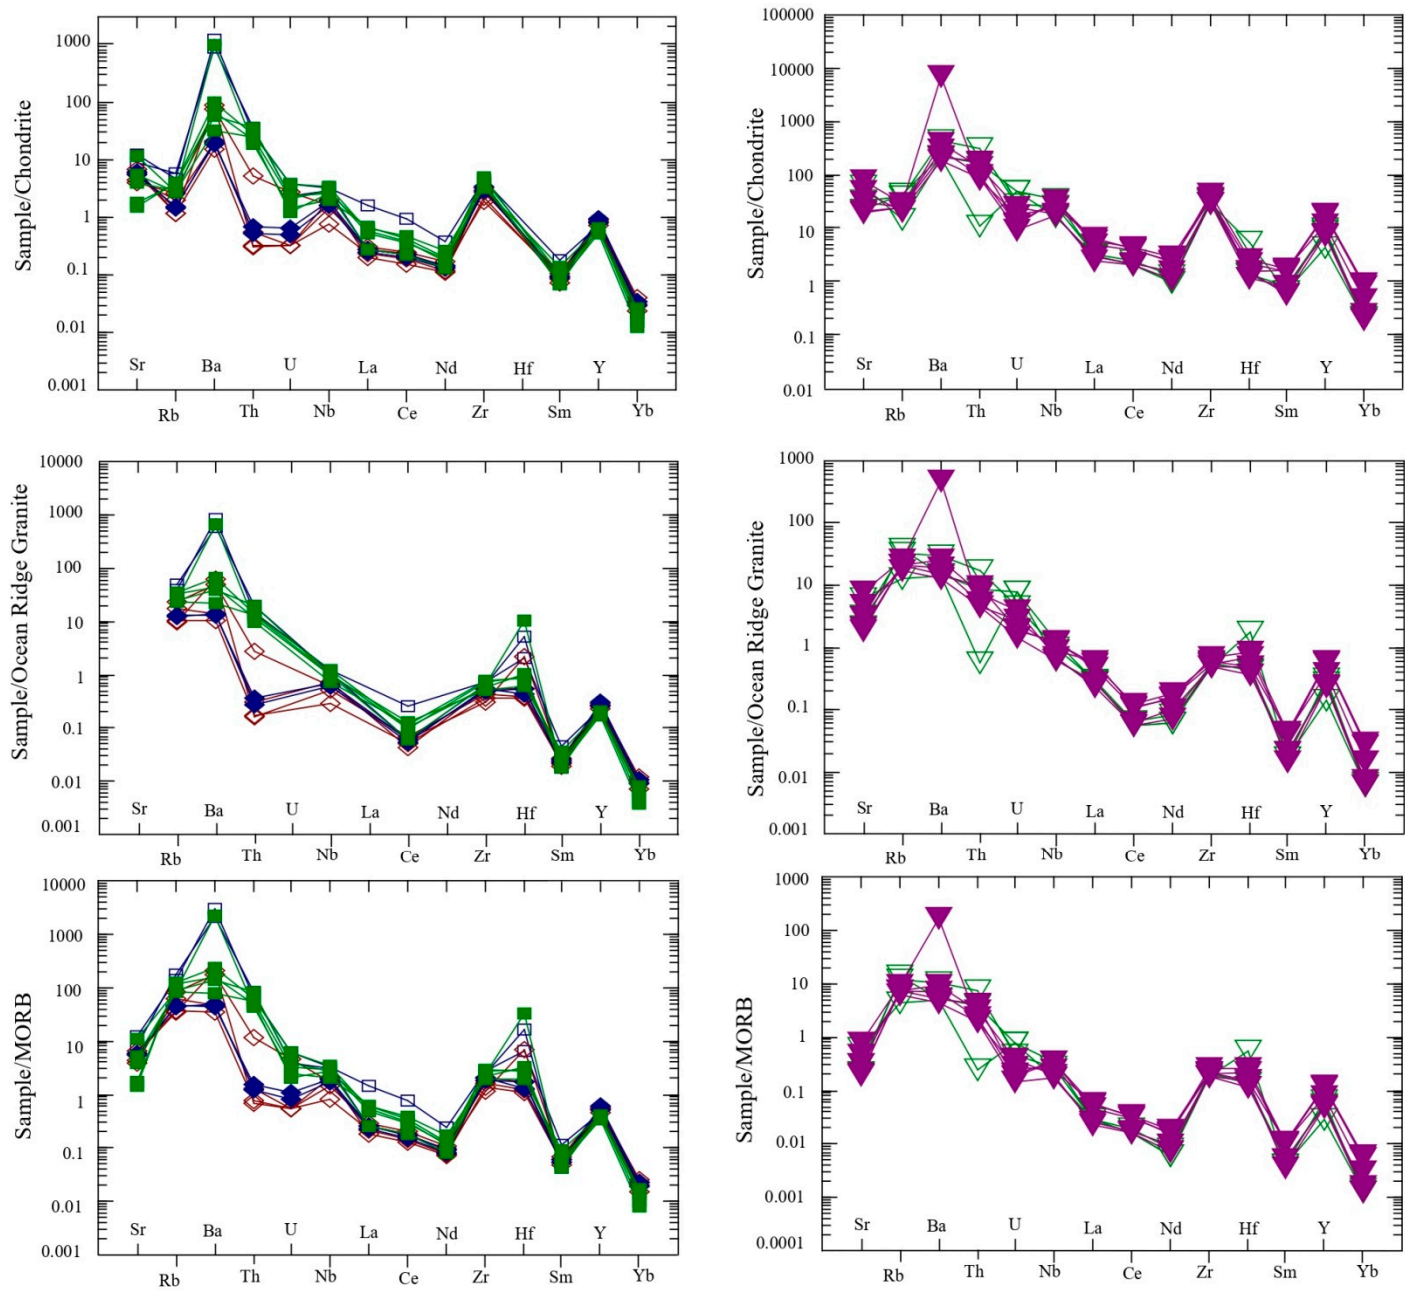 Sample/Chondrite
1000
100
10
1
0.1
0.01
0.001
Sr Ba U La Nd Hf Y
Rb Th Nb Ce Zr Sm Yb
Sample/Chondrite
100000
10000
1000
100
10
1
0.1
0.01
Sr Ba U La Nd Hf Y
Rb Th Nb Ce Zr Sm Yb
Sample/Ocean Ridge Granite
10000
1000
100
10
1
0.1
0.01
0.001
Sr Ba U La Nd Hf Y
Rb Th Nb Ce Zr Sm Yb
Sample/Ocean Ridge Granite
1000
100
10
1
0.1
0.01
0.001
Sr Ba U La Nd Hf Y
Rb Th Nb Ce Zr Sm Yb
Sample/MORB
10000
1000
100
10
1
0.1
0.01
0.001
Sr Ba U La Nd Hf Y
Rb Th Nb Ce Zr Sm Yb
Sample/MORB
1000
100
10
1
0.1
0.01
0.001
0.0001
Sr Ba U La Nd Hf Y
Rb Th Nb Ce Zr Sm Yb